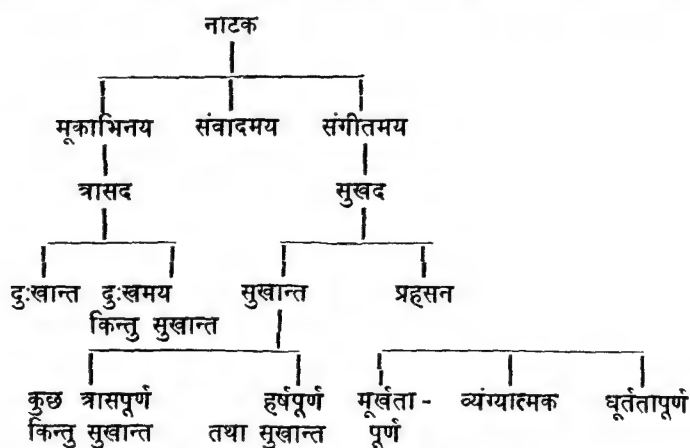 नाटक
मूकाभिनय संवादमय संगीतमय
त्रासद सुखद
दुःखान्त दुःखमय सुखान्त प्रहसन
किन्तु सुखान्त
कुछ त्रासपूर्ण हर्षपूर्ण मूर्खता - व्यंग्यात्मक धूर्ततापूर्ण
किन्तु सुखान्त तथा सुखान्त पूर्ण